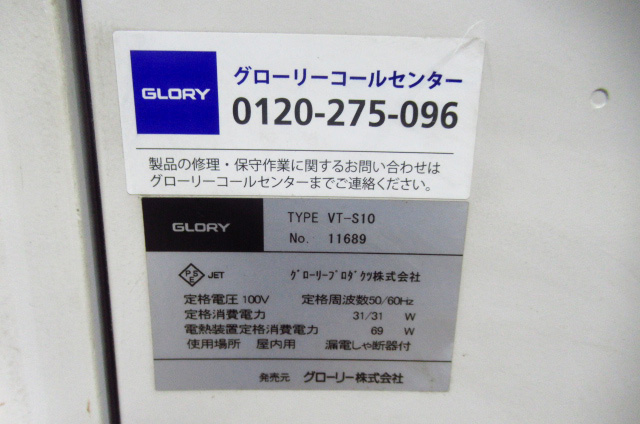 GLORY
グローリーコールセンター
0120-275-096
製品の修理・保守作業に関するお問い合わせは
グローリーコールセンターまでご連絡ください。
GLORY
TYPE VT-S10
No. 11689
PSE JET
グローリープロダクツ株式会社
定格電圧100V 定格周波数50/60Hz
定格消費電力 31/31 W
電熱装置定格消費電力 69 W
使用場所 屋内用 漏電しゃ断器付
発売元 グローリー株式会社